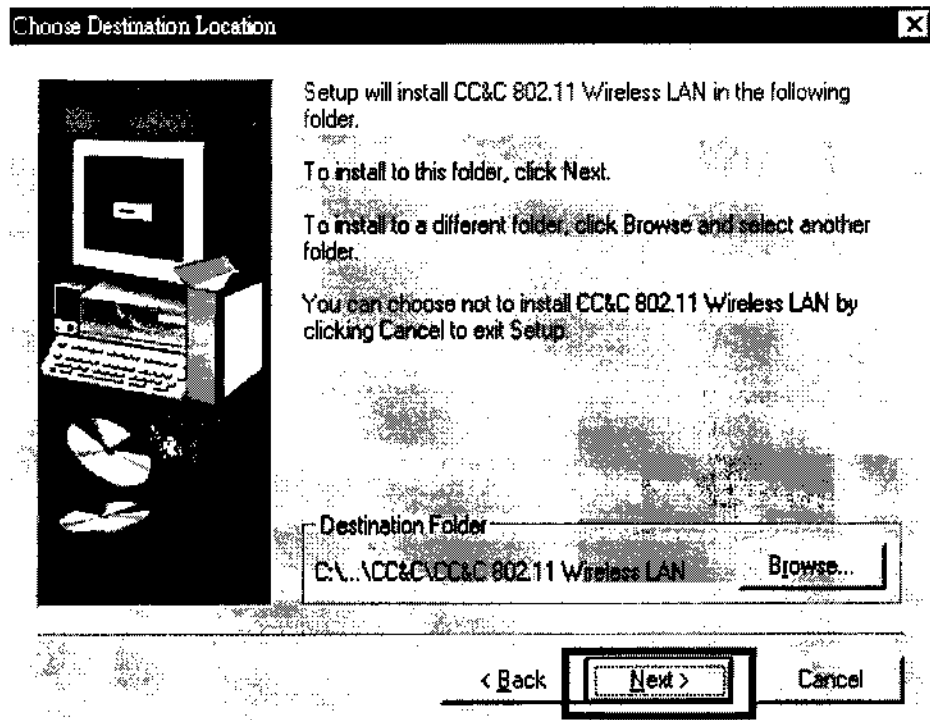 Choose Destination Location
Setup will install CC&C 802.11 Wireless LAN in the following
folder.
To install to this folder, click Next.
To install to a different folder, click Browse and select another
folder.
You can choose not to install CC&C 802.11 Wireless LAN by
clicking Cancel to exit Setup.
Destination Folder
C:\...\CC&C\CC&C 802.11 Wireless LAN
Browse...
< Back
Next >
Cancel